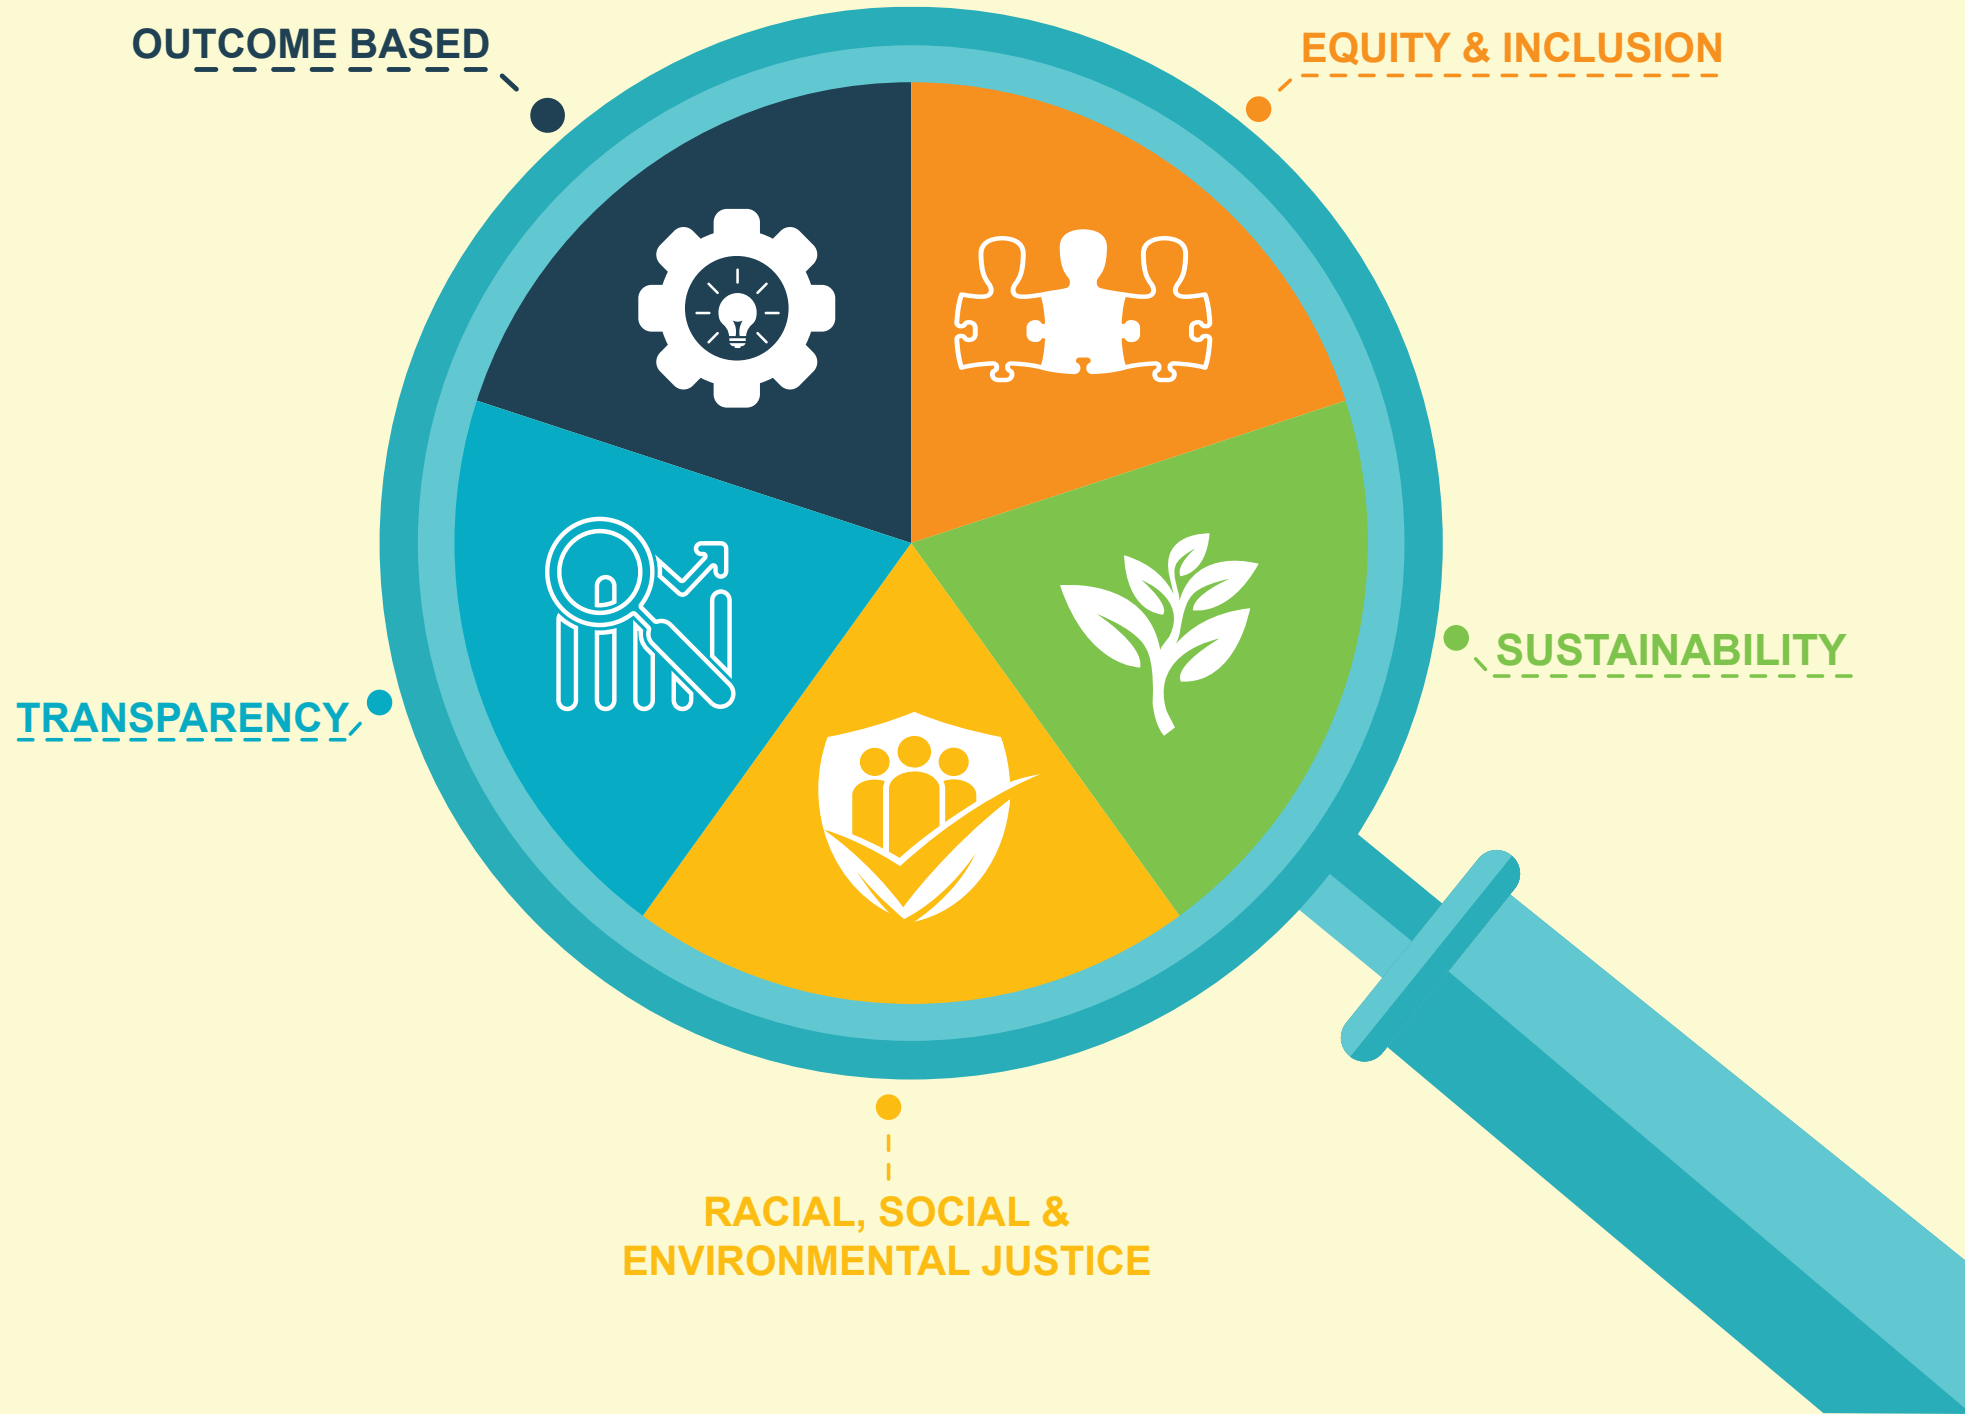 OUTCOME BASED
EQUITY & INCLUSION
SUSTAINABILITY
TRANSPARENCY
RACIAL, SOCIAL &
ENVIRONMENTAL JUSTICE